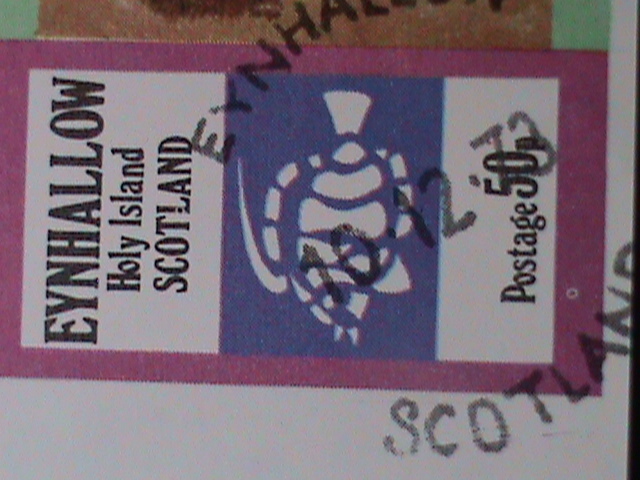 EYNHALLOW
Holy Island
SCOTLAND
Postage 50p
EYNHALLOW
10·12·73
SCOTLAND